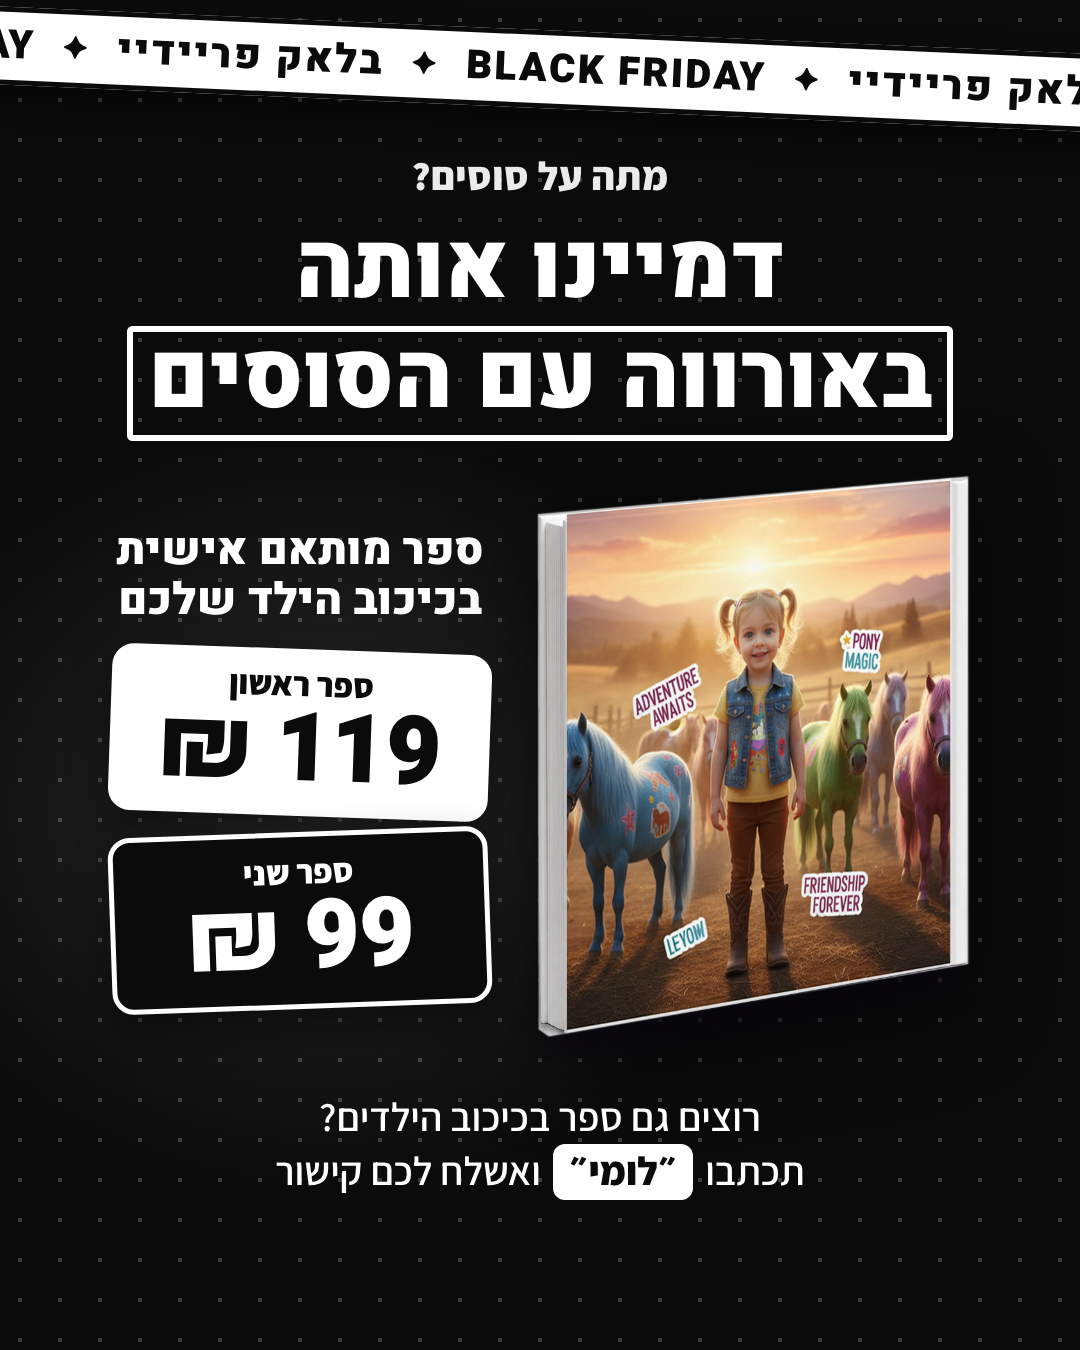 בלאק פריידיי ✦ BLACK FRIDAY ✦ בלאק פריידיי ✦ AY
מתה על סוסים?
דמיינו אותה
באורווה עם הסוסים
ספר מותאם אישית
בכיכוב הילד שלכם
ספר ראשון
119 ₪
ספר שני
99 ₪
ADVENTURE
AWAITS
PONY
MAGIC
FRIENDSHIP
FOREVER
LEYOM
רוצים גם ספר בכיכוב הילדים?
תכתבו ״לומי״ ואשלח לכם קישור